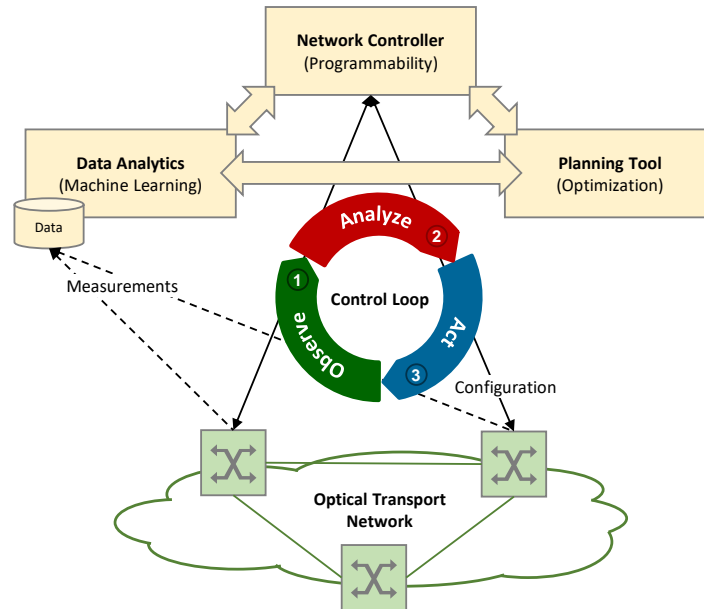 Network Controller
(Programmability)
Data Analytics
(Machine Learning)
Planning Tool
(Optimization)
Data
Analyze
2
Measurements
1
Control Loop
Observe
Act
3
Configuration
Optical Transport
Network